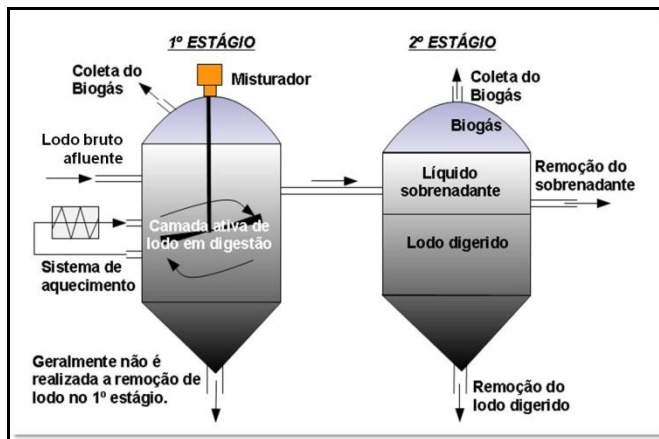 1º ESTÁGIO
2º ESTÁGIO
Coleta do
Biogás
Misturador
Coleta do
Biogás
Biogás
Lodo bruto
afluente
Líquido
sobrenadante
Remoção do
sobrenadante
Camada ativa de
lodo em digestão
Lodo digerido
Sistema de
aquecimento
Geralmente não é
realizada a remoção de
lodo no 1º estágio.
Remoção do
lodo digerido